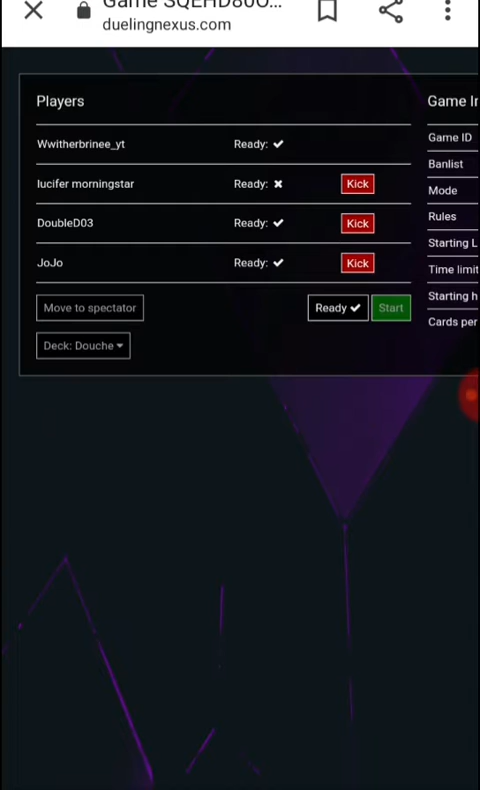 Game SQEHD8UO...
duelingnexus.com
Players
Game In
Wwitherbrinee_yt Ready: ✔
Game ID
Banlist
lucifer morningstar Ready: ✖ Kick
Mode
Rules
DoubleD03 Ready: ✔ Kick
Starting L
JoJo Ready: ✔ Kick
Time limit
Starting h
Move to spectator Ready ✔ Start
Cards per
Deck: Douche